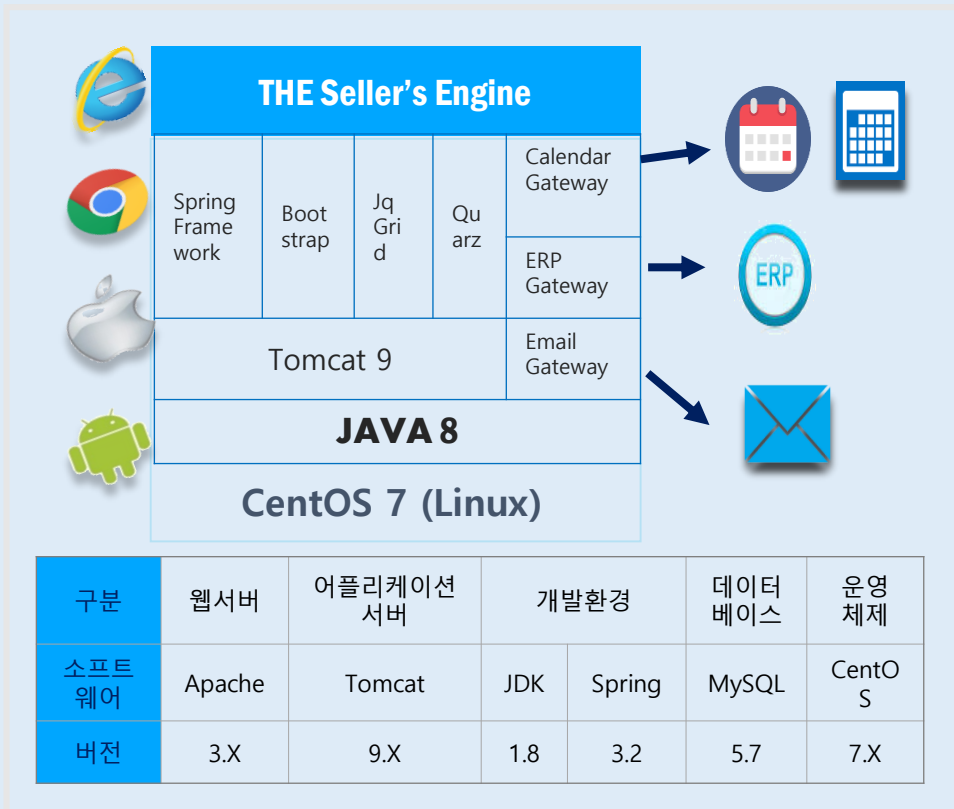 THE Seller's Engine
Spring
Frame
work
Boot
strap
Jq
Gri
d
Qu
arz
Calendar
Gateway
ERP
Gateway
ERP
Tomcat 9
Email
Gateway
JAVA 8
CentOS 7 (Linux)
구분
웹서버
어플리케이션
서버
개발환경
데이터
베이스
운영
체제
소프트
웨어
Apache
Tomcat
JDK
Spring
MySQL
CentO
S
버전
3.X
9.X
1.8
3.2
5.7
7.X